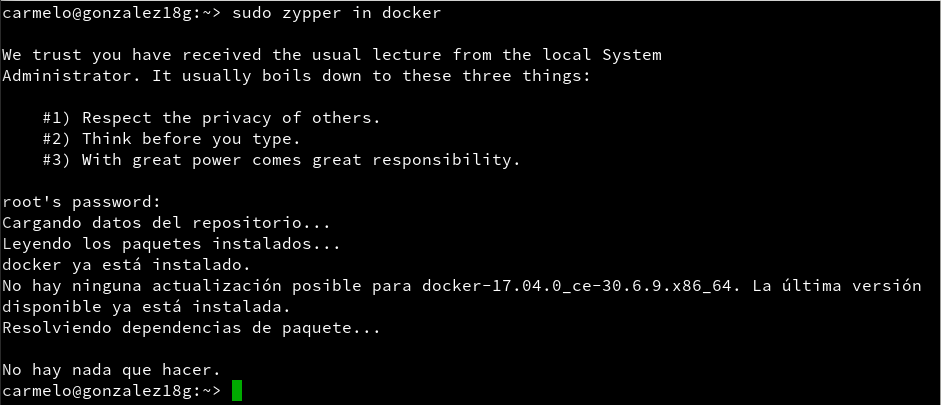 carmelo@gonzalez18g:~> sudo zypper in docker
We trust you have received the usual lecture from the local System
Administrator. It usually boils down to these three things:
#1) Respect the privacy of others.
#2) Think before you type.
#3) With great power comes great responsibility.
root's password:
Cargando datos del repositorio...
Leyendo los paquetes instalados...
docker ya está instalado.
No hay ninguna actualización posible para docker-17.04.0_ce-30.6.9.x86_64. La última versión
disponible ya está instalada.
Resolviendo dependencias de paquete...
No hay nada que hacer.
carmelo@gonzalez18g:~>